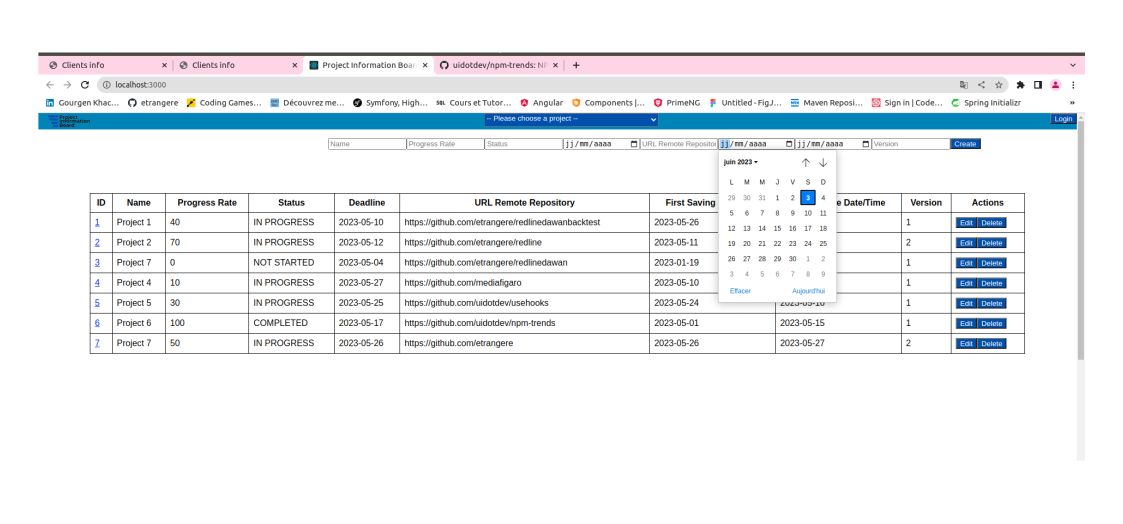 Clients info × Clients info × Project Information Boar × uidotdev/npm-trends: NP × +
localhost:3000
Gourgen Khac... etrangere Coding Games... Découvrez me... Symfony, High... Cours et Tutor... Angular Components |... PrimeNG Untitled - Fig J... Maven Reposi... Sign in | Code... Spring Initializr »
Project
Information
Board
-- Please choose a project --
Login
Name Progress Rate Status jj/mm/aaaa URL Remote Repositor jj/mm/aaaa jj/mm/aaaa Version Create
juin 2023
L M M J V S D
29 30 31 1 2 3 4
5 6 7 8 9 10 11
12 13 14 15 16 17 18
19 20 21 22 23 24 25
26 27 28 29 30 1 2
3 4 5 6 7 8 9
Effacer Aujourd'hui
ID Name Progress Rate Status Deadline URL Remote Repository First Saving e Date/Time Version Actions
1 Project 1 40 IN PROGRESS 2023-05-10 https://github.com/etrangere/redlinedawanbacktest 2023-05-26 1 Edit Delete
2 Project 2 70 IN PROGRESS 2023-05-12 https://github.com/etrangere/redline 2023-05-11 2 Edit Delete
3 Project 7 0 NOT STARTED 2023-05-04 https://github.com/etrangere/redlinedawan 2023-01-19 1 Edit Delete
4 Project 4 10 IN PROGRESS 2023-05-27 https://github.com/mediafigaro 2023-05-10 1 Edit Delete
5 Project 5 30 IN PROGRESS 2023-05-25 https://github.com/uidotdev/usehooks 2023-05-24 1 Edit Delete
6 Project 6 100 COMPLETED 2023-05-17 https://github.com/uidotdev/npm-trends 2023-05-01 2023-05-15 1 Edit Delete
7 Project 7 50 IN PROGRESS 2023-05-26 https://github.com/etrangere 2023-05-26 2023-05-27 2 Edit Delete